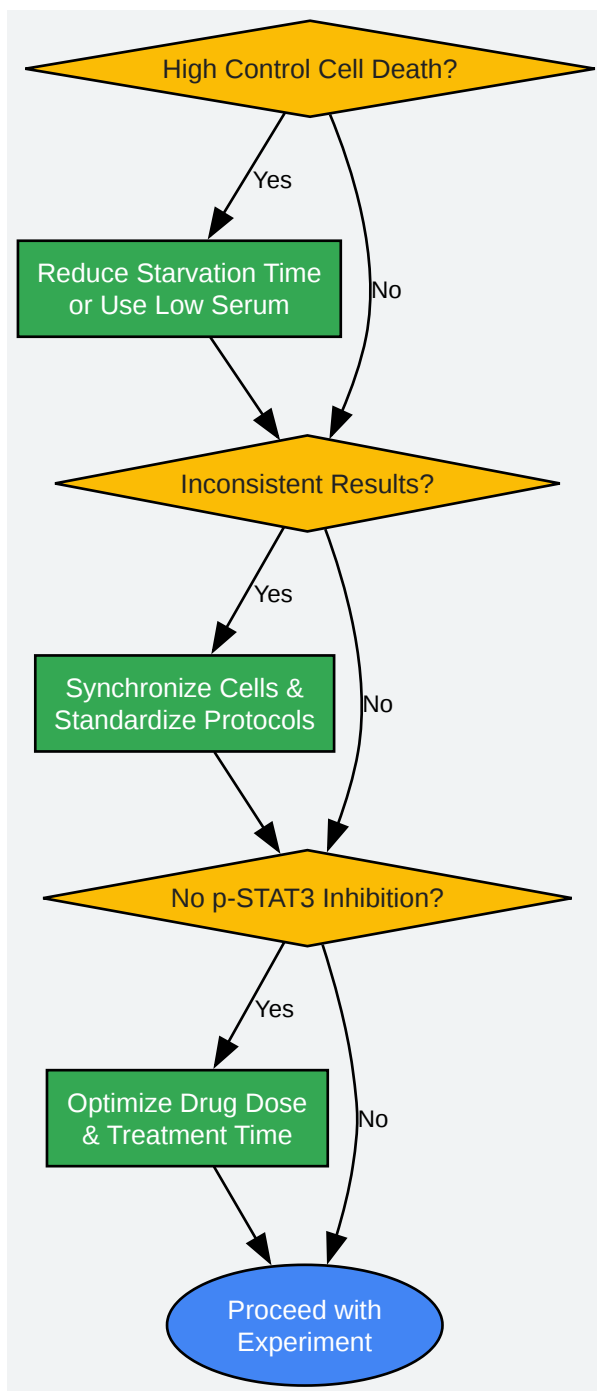 High Control Cell Death?
Yes
Reduce Starvation Time
or Use Low Serum
No
Inconsistent Results?
Yes
Synchronize Cells &
Standardize Protocols
No
No p-STAT3 Inhibition?
Yes
Optimize Drug Dose
& Treatment Time
No
Proceed with
Experiment